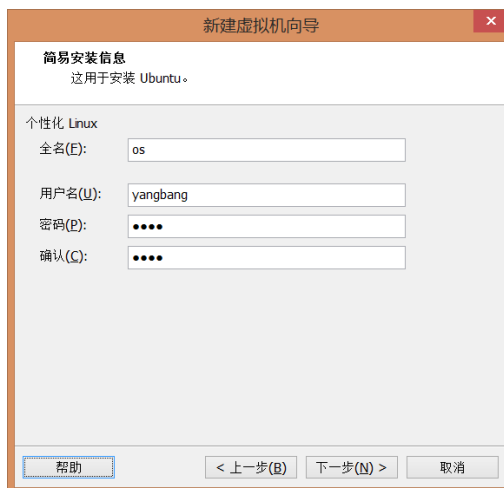 新建虚拟机向导
简易安装信息
这用于安装 Ubuntu。
个性化 Linux
全名(F): os
用户名(U): yangbang
密码(P): ●●●●
确认(C): ●●●●
帮助 < 上一步(B) 下一步(N) > 取消